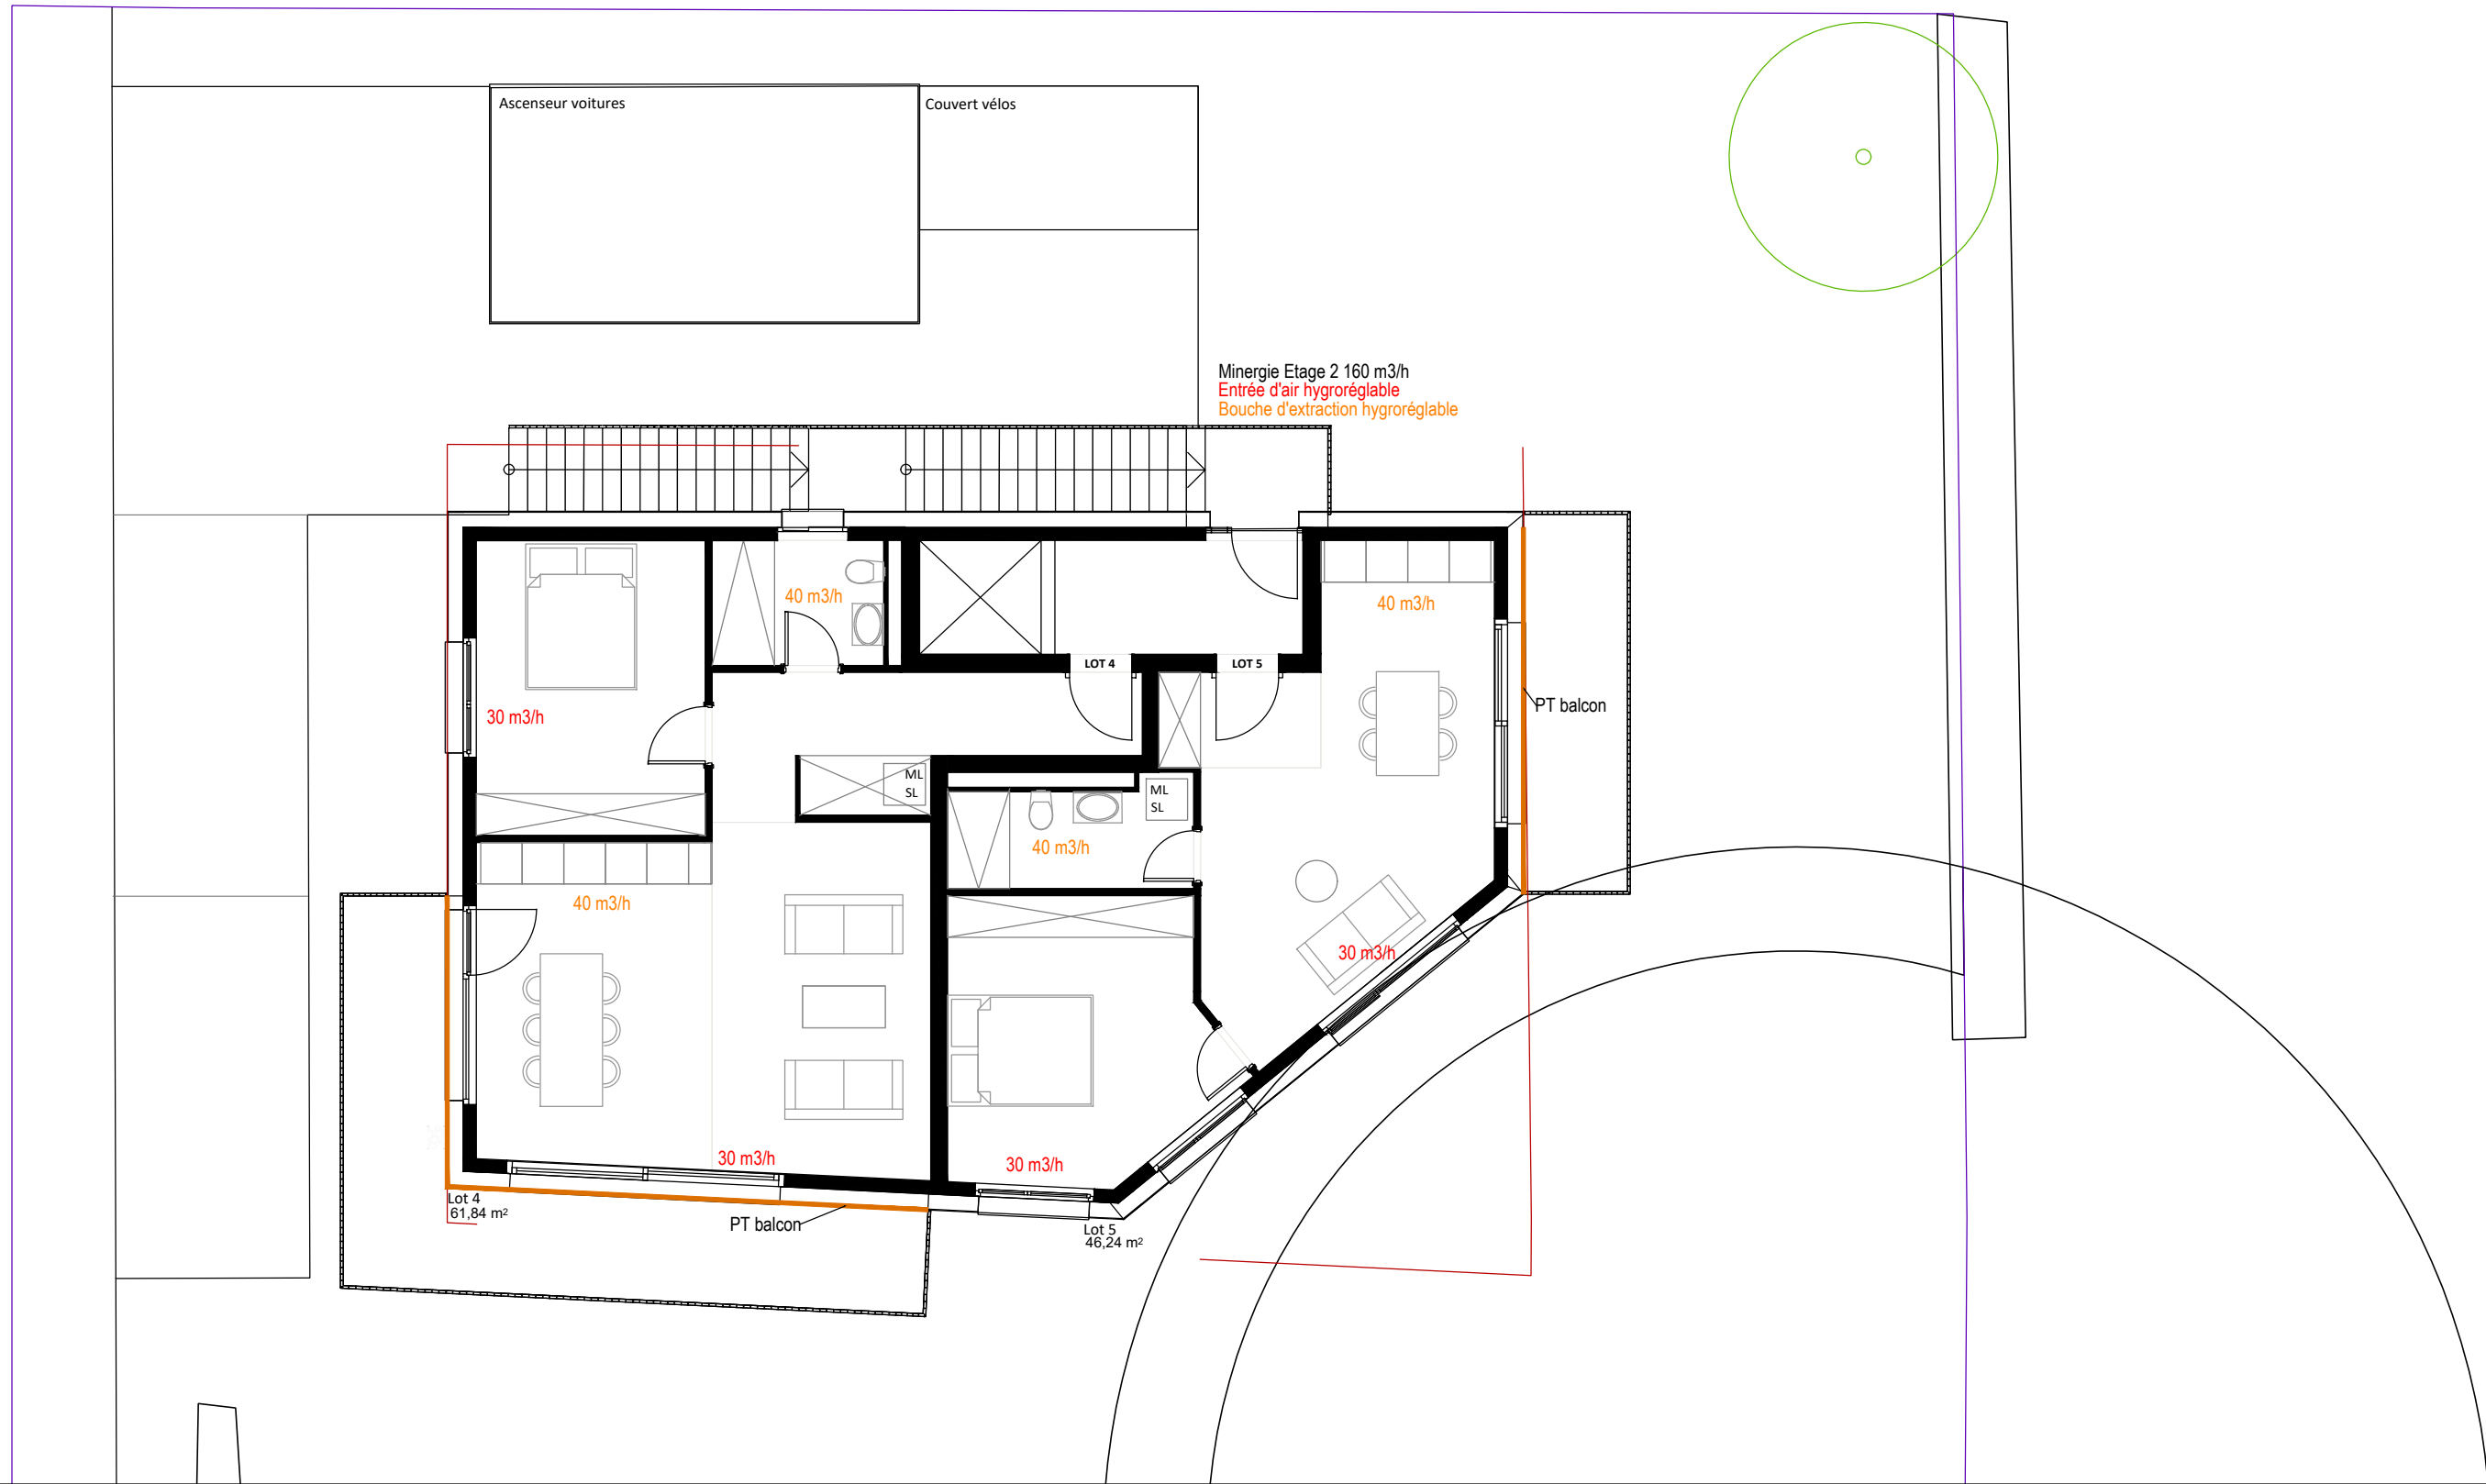 Ascenseur voitures
Couvert vélos
Minergie Etage 2 160 m3/h
Entrée d'air hygroréglable
Bouche d'extraction hygroréglable
40 m3/h
40 m3/h
LOT 4
LOT 5
30 m3/h
PT balcon
ML
SL
ML
SL
40 m3/h
40 m3/h
30 m3/h
30 m3/h
30 m3/h
Lot 4
61,84 m²
PT balcon
Lot 5
46,24 m²